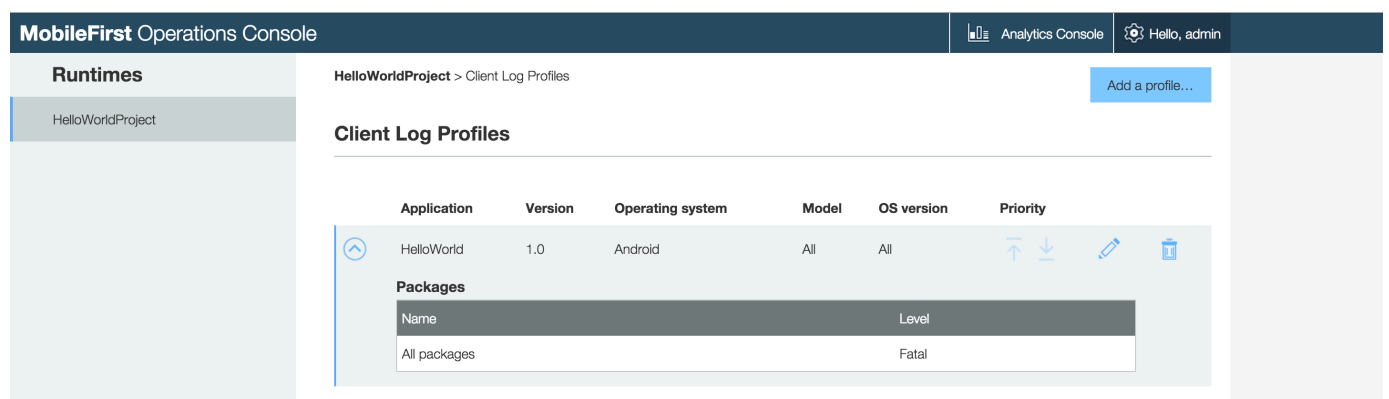 MobileFirst Operations Console Analytics Console Hello, admin
Runtimes
HelloWorldProject
HelloWorldProject > Client Log Profiles
Add a profile...
Client Log Profiles
Application Version Operating system Model OS version Priority
HelloWorld 1.0 Android All All
Packages
Name Level
All packages Fatal